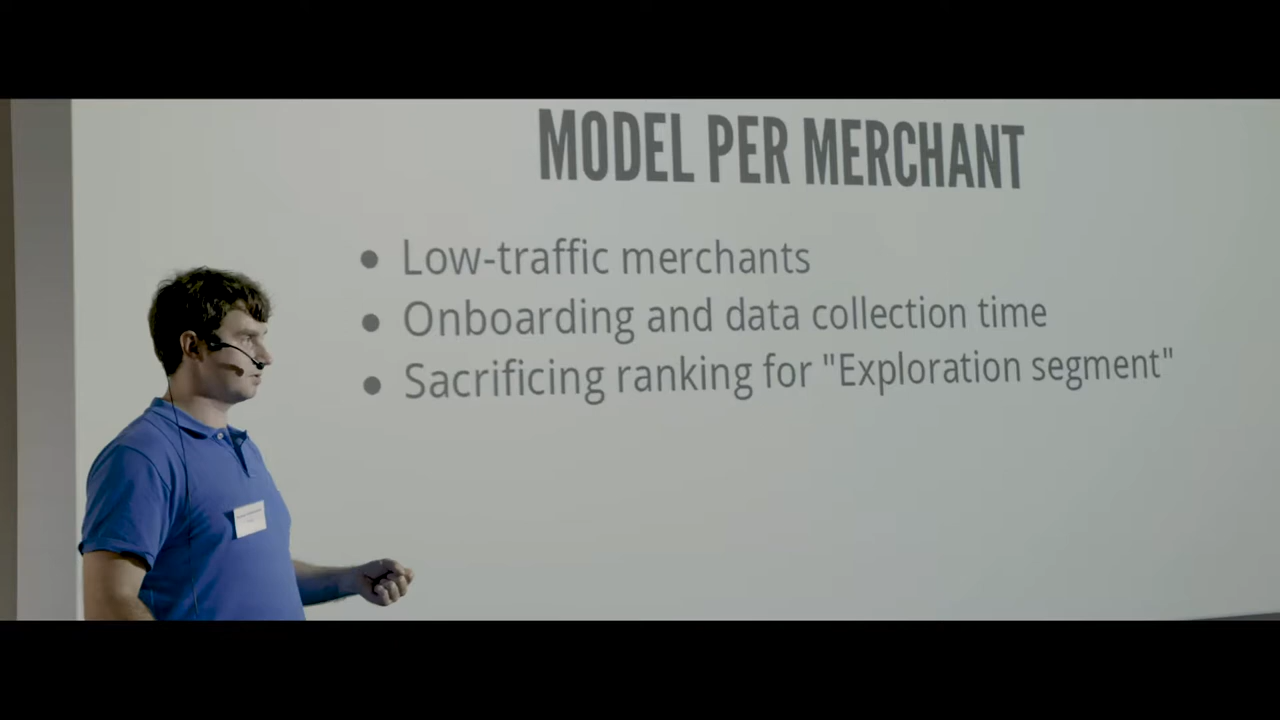 MODEL PER MERCHANT
• Low-traffic merchants
• Onboarding and data collection time
• Sacrificing ranking for "Exploration segment"